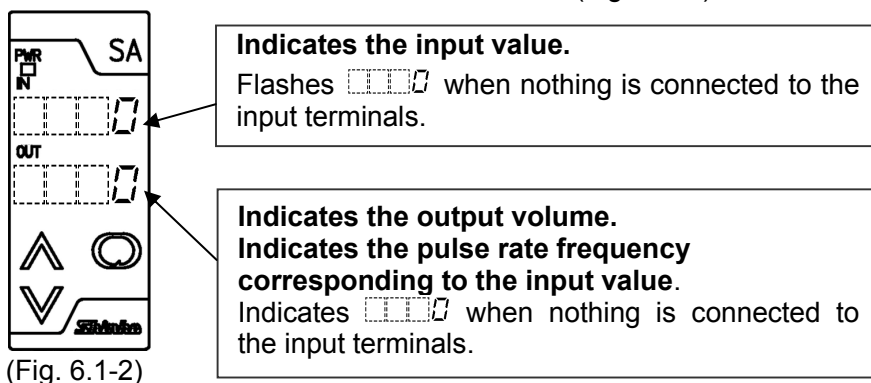 PWR
SA
IN
0
OUT
0
Shinko
(Fig. 6.1-2)
Indicates the input value.
Flashes 0 when nothing is connected to the
input terminals.
Indicates the output volume.
Indicates the pulse rate frequency
corresponding to the input value.
Indicates 0 when nothing is connected to
the input terminals.